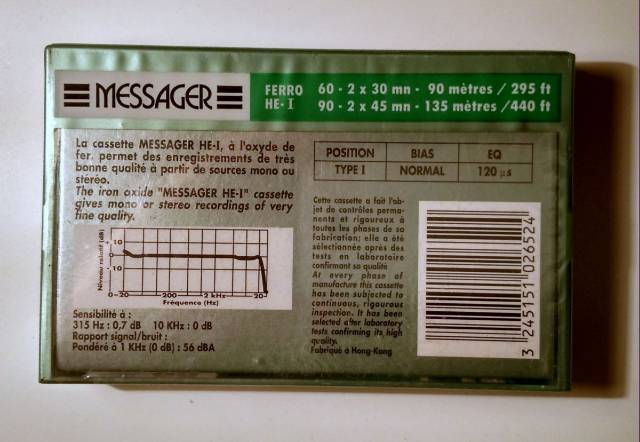 MESSAGER
FERRO 60 - 2 x 30 mn - 90 mètres / 295 ft
HE-I 90 - 2 x 45 mn - 135 mètres / 440 ft
La cassette MESSAGER HE-I, à l'oxyde de
fer, permet des enregistrements de très
bonne qualité à partir de sources mono ou
stéréo.
The iron oxide "MESSAGER HE-I" cassette
gives mono or stereo recordings of very
fine quality.
Niveau relatif (dB)
+10
0
-10
0-20 200 2 kHz 20
Fréquence (Hz)
Sensibilité à :
315 Hz : 0,7 dB 10 KHz : 0 dB
Rapport signal/bruit :
Pondéré à 1 KHz (0 dB) : 56 dBA
POSITION BIAS EQ
TYPE I NORMAL 120 µs
Cette cassette a fait l'ob-
jet de contrôles perma-
nents et rigoureux à
toutes les phases de sa
fabrication; elle a été
sélectionnée après des
tests en laboratoire
confirmant sa qualité
At every phase of
manufacture this cassette
has been subjected to
continuous, rigourous
inspection. It has been
selected after laboratory
tests confirming its high
quality.
Fabriqué à Hong-Kong
3 245151 026524